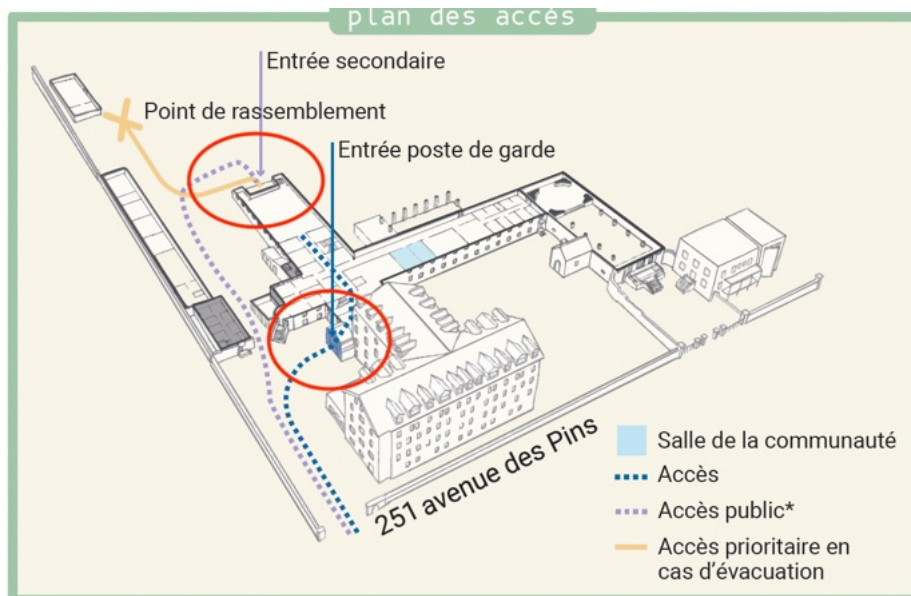 plan des accès
Entrée secondaire
Point de rassemblement
Entrée poste de garde
251 avenue des Pins
Salle de la communauté
Accès
Accès public*
Accès prioritaire en
cas d'évacuation